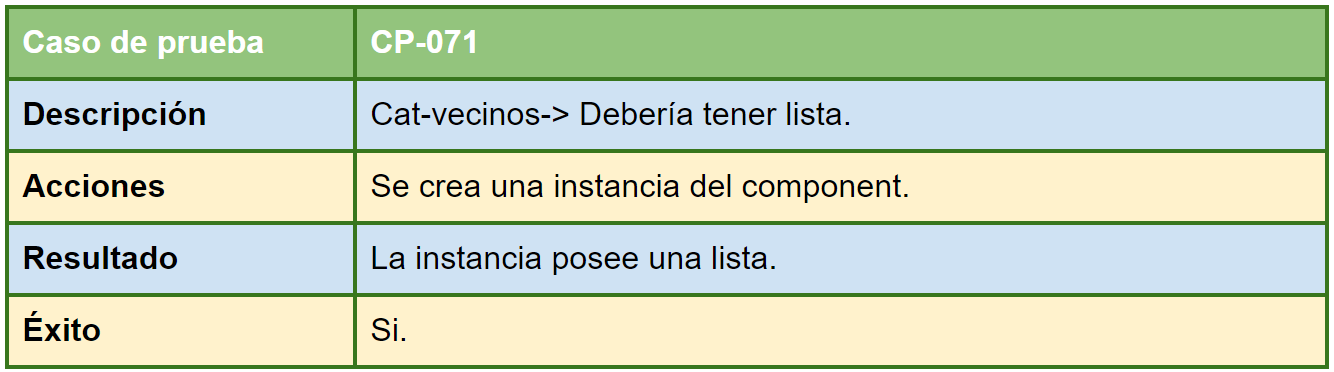 Caso de prueba CP-071
Descripción Cat-vecinos-> Debería tener lista.
Acciones Se crea una instancia del component.
Resultado La instancia posee una lista.
Éxito Si.